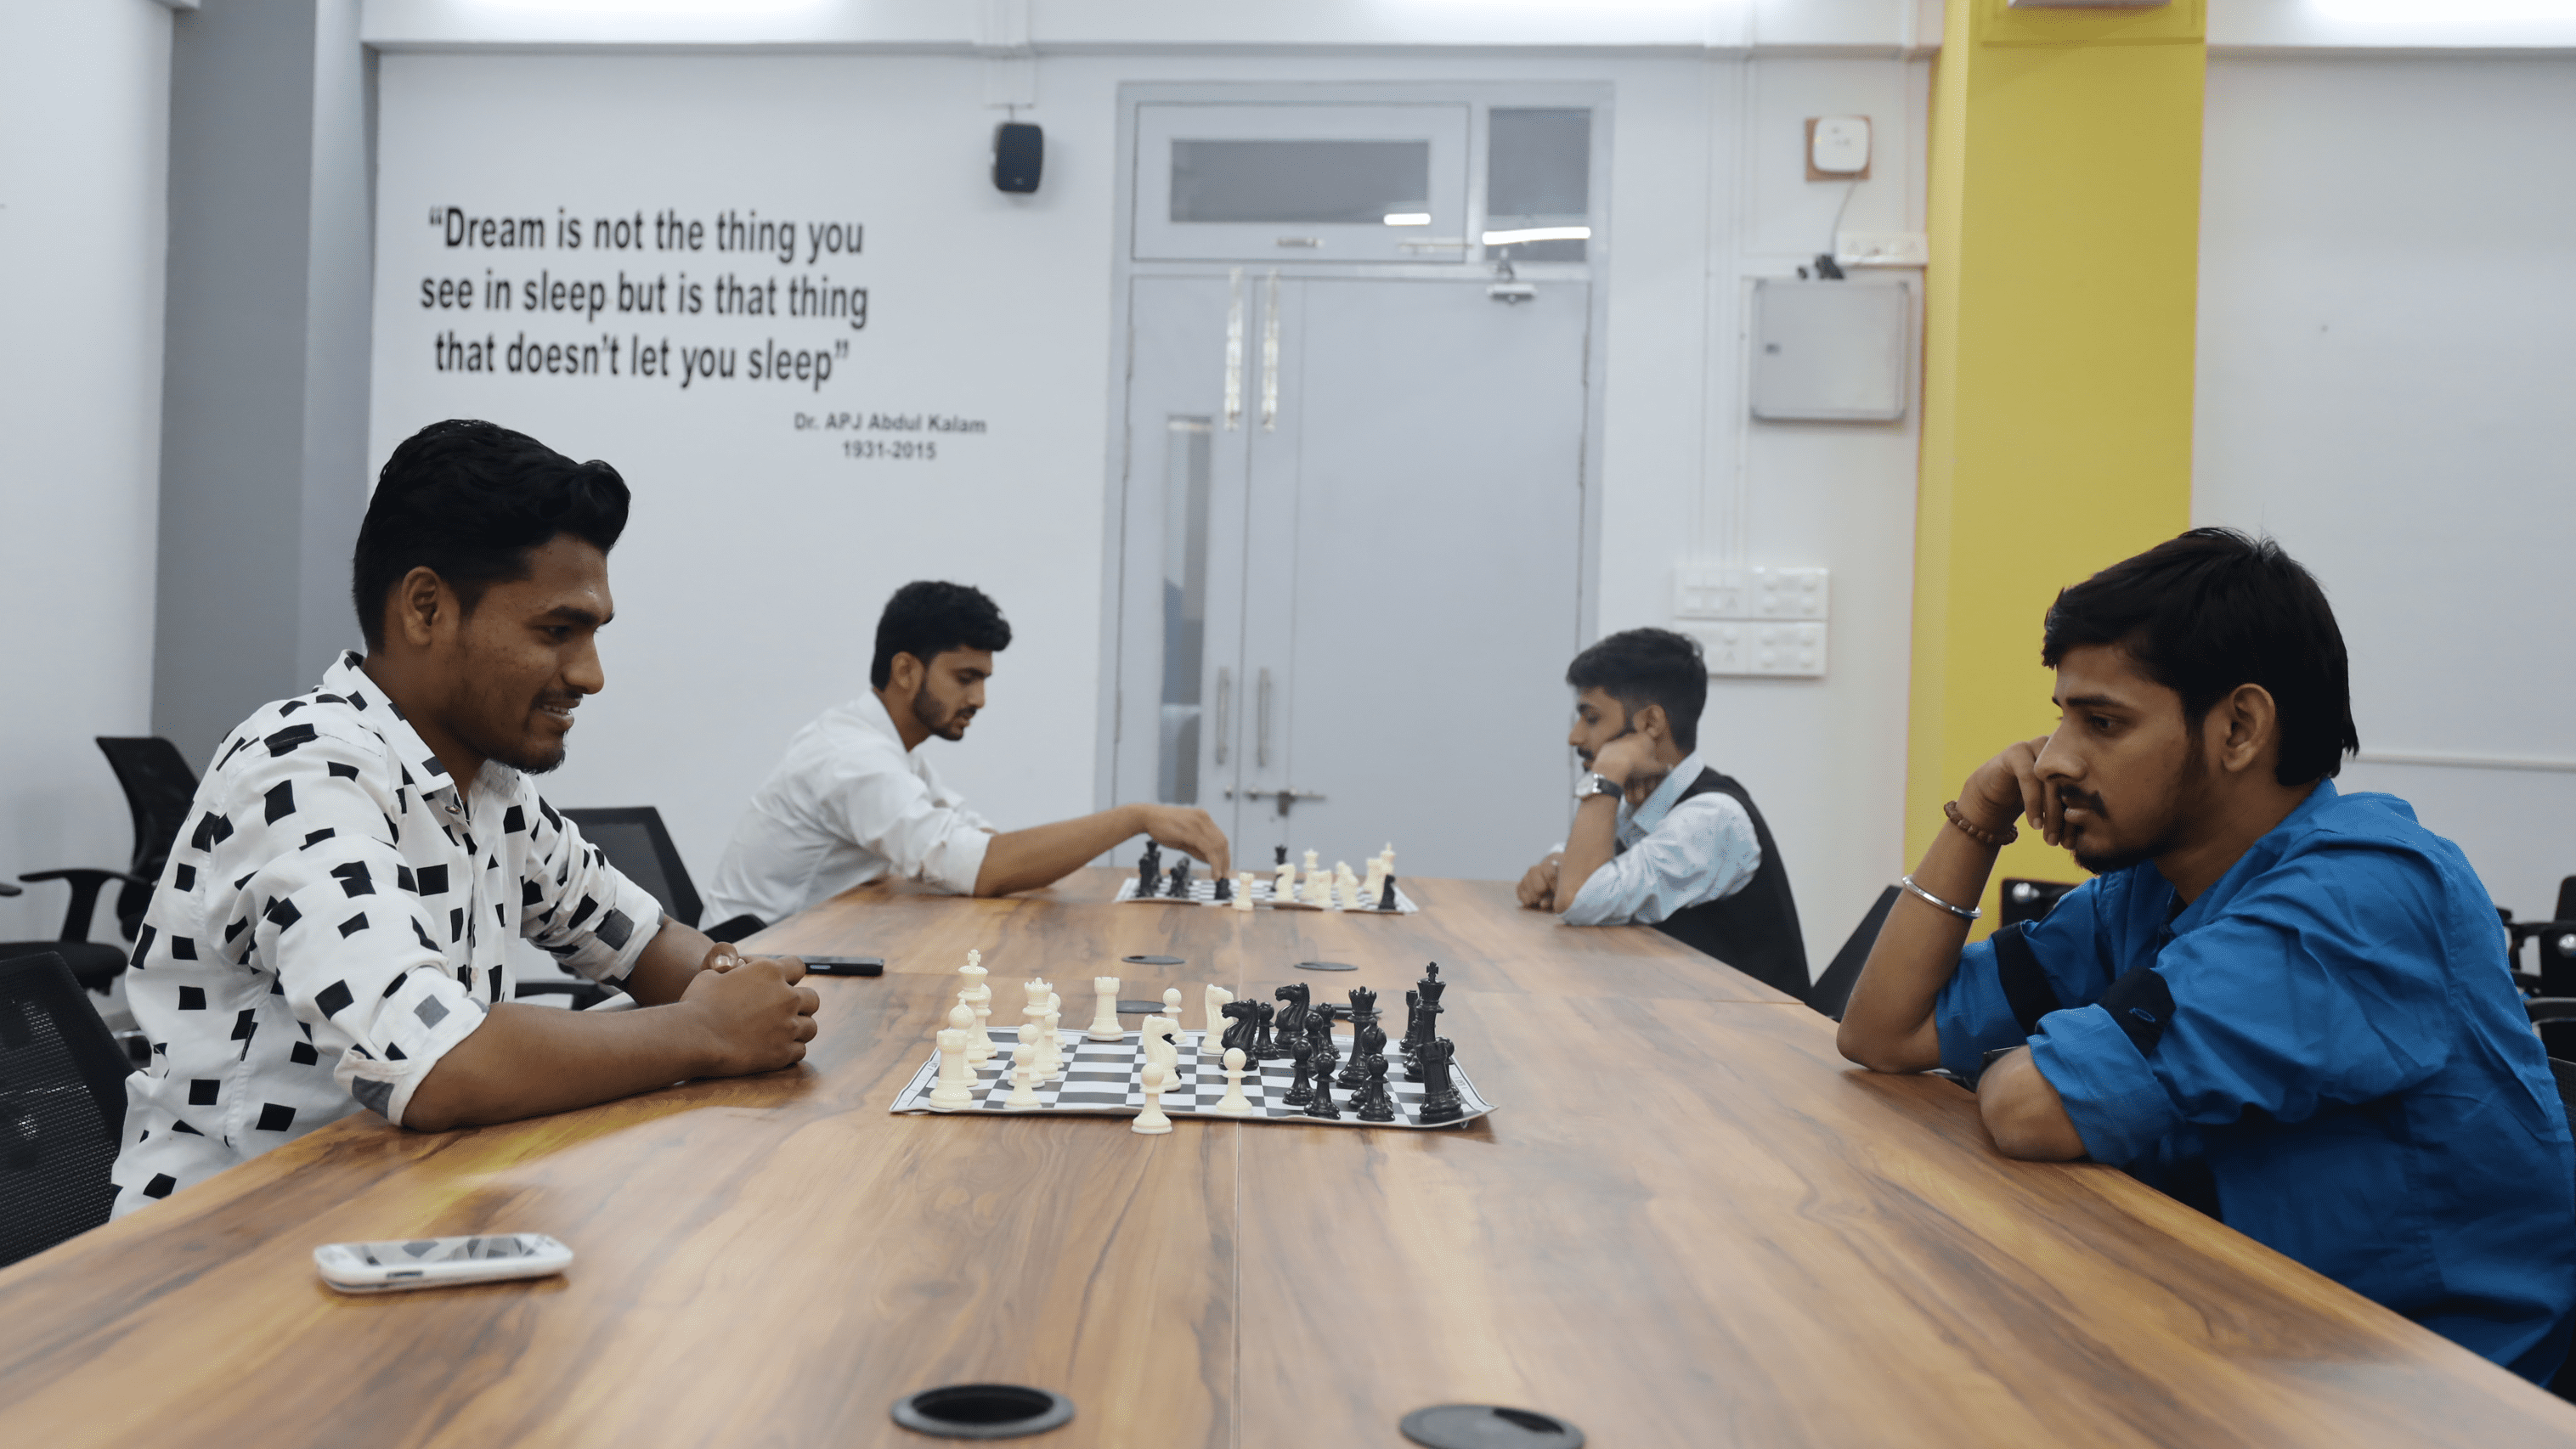 “Dream is not the thing you
see in sleep but is that thing
that doesn’t let you sleep”
Dr. APJ Abdul Kalam
1931-2015